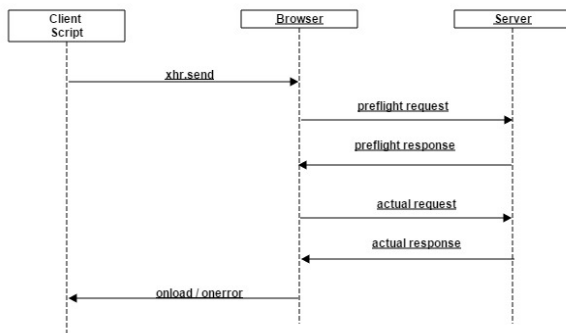 Client
Script
Browser
Server
xhr.send
preflight request
preflight response
actual request
actual response
onload / onerror